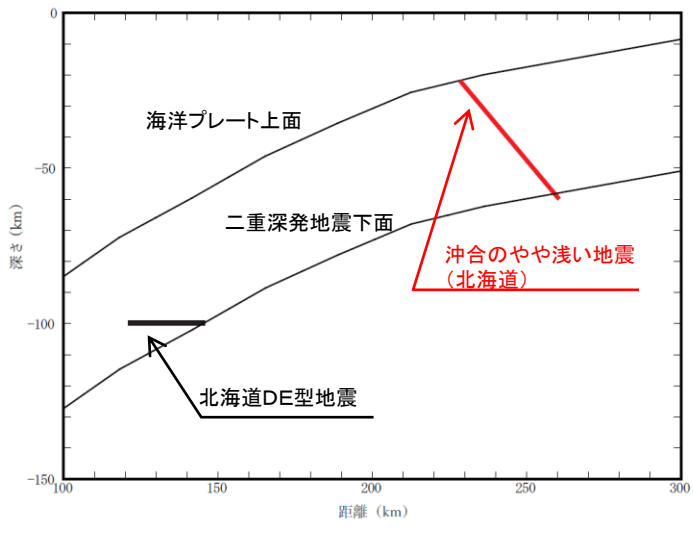 0
海洋プレート上面
-50
二重深発地震下面
深さ (km)
沖合のやや浅い地震
(北海道)
-100
北海道DE型地震
-150
100
150
200
250
300
距離 (km)